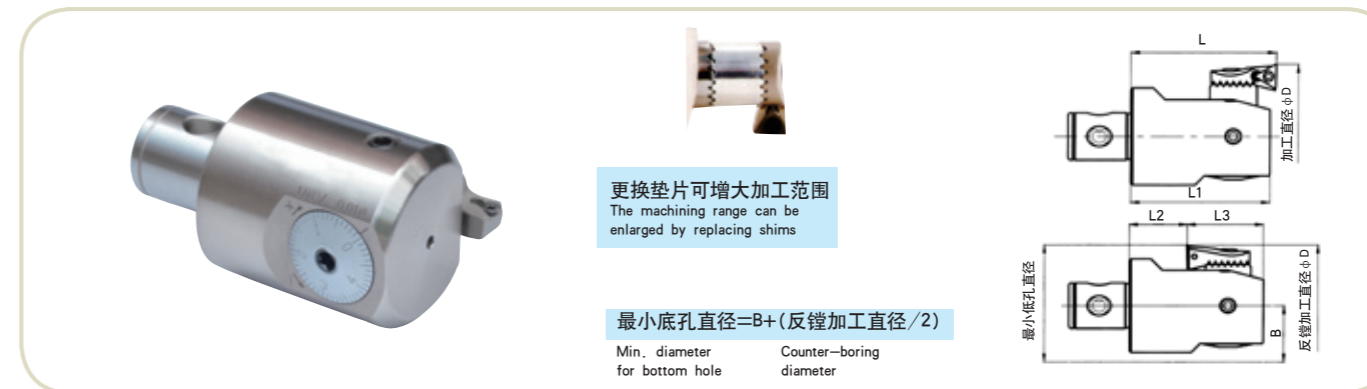 更换垫片可增大加工范围
The machining range can be
enlarged by replacing shims
最小底孔直径=B+(反镗加工直径/2)
Min. diameter
for bottom hole
Counter-boring
diameter
L
加工直径φD
L1
L2
L3
最小低孔直径
B
反镗加工直径φD